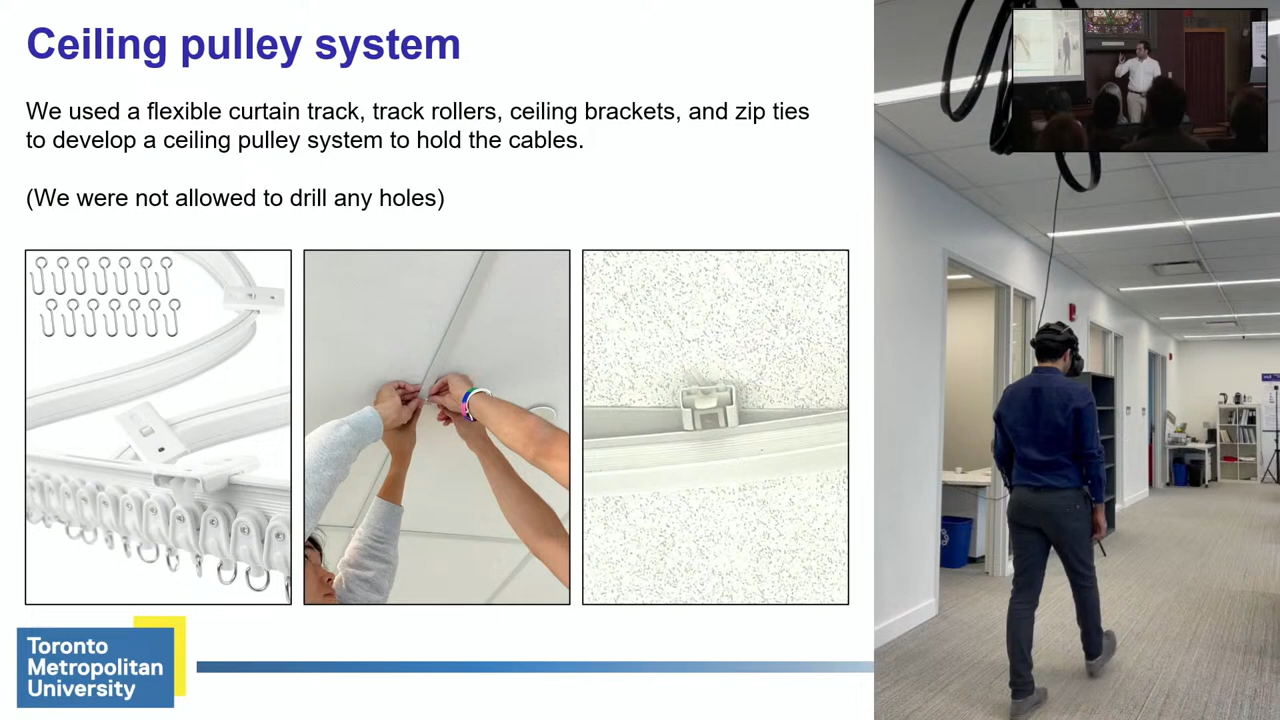 Ceiling pulley system
We used a flexible curtain track, track rollers, ceiling brackets, and zip ties
to develop a ceiling pulley system to hold the cables.
(We were not allowed to drill any holes)
Toronto
Metropolitan
University